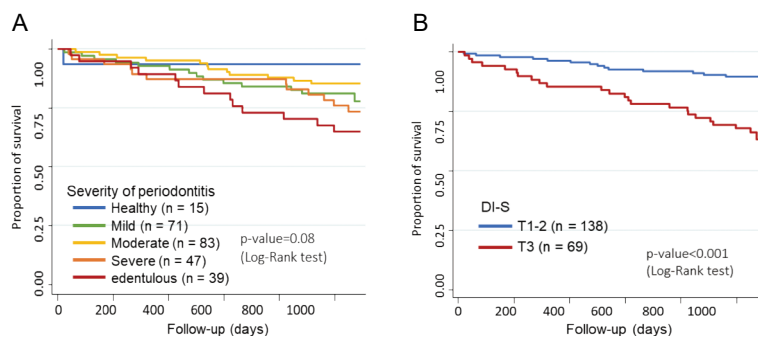 A
1.00
0.75
0.50
0.25
0.00
Proportion of survival
Severity of periodontitis
Healthy (n = 15)
Mild (n = 71)
Moderate (n = 83)
Severe (n = 47)
edentulous (n = 39)
p-value=0.08
(Log-Rank test)
0 200 400 600 800 1000
Follow-up (days)
B
1.00
0.75
0.50
0.25
0.00
Proportion of survival
DI-S
T1-2 (n = 138)
T3 (n = 69)
p-value<0.001
(Log-Rank test)
0 200 400 600 800 1000
Follow-up (days)